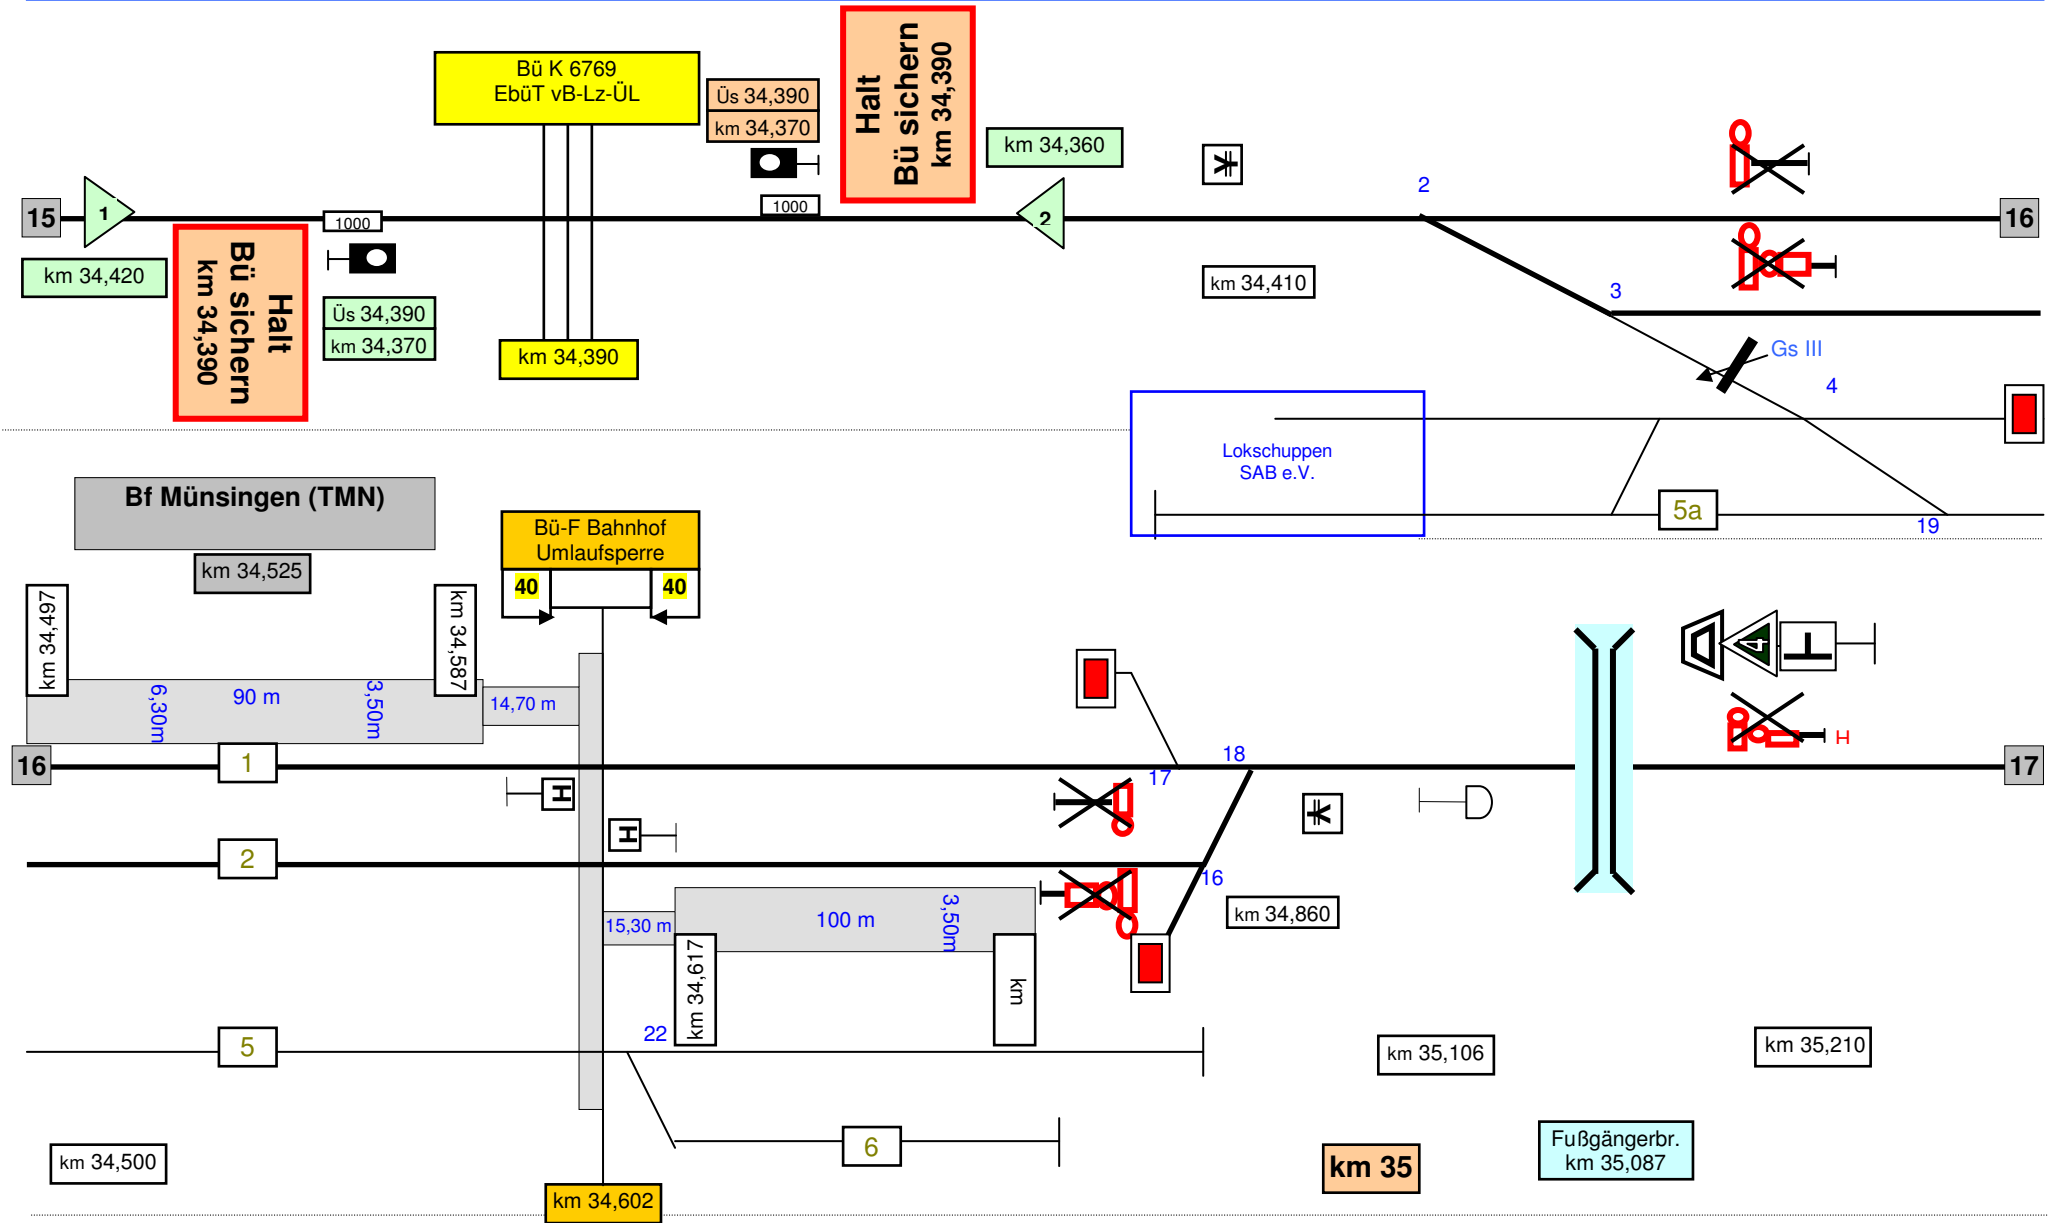 Bü K 6769
EbüT vB-Lz-ÜL
Üs 34,390
km 34,370
Halt
Bü sichern
km 34,390
km 34,360
2
15
1
1000
1000
2
16
km 34,420
Halt
Bü sichern
km 34,390
Üs 34,390
km 34,370
km 34,390
km 34,410
3
Gs III
4
Lokschuppen
SAB e.V.
5a
19
Bf Münsingen (TMN)
km 34,525
Bü-F Bahnhof
Umlaufsperre
40
40
km 34,497
km 34,587
6,30m
90 m
3,50m
14,70 m
4
H
16
1
17
18
17
H
H
2
16
15,30 m
100 m
3,50m
km 34,860
km 34,617
km
5
22
km 35,106
km 35,210
6
km 34,500
km 35
Fußgängerbr.
km 35,087
km 34,602